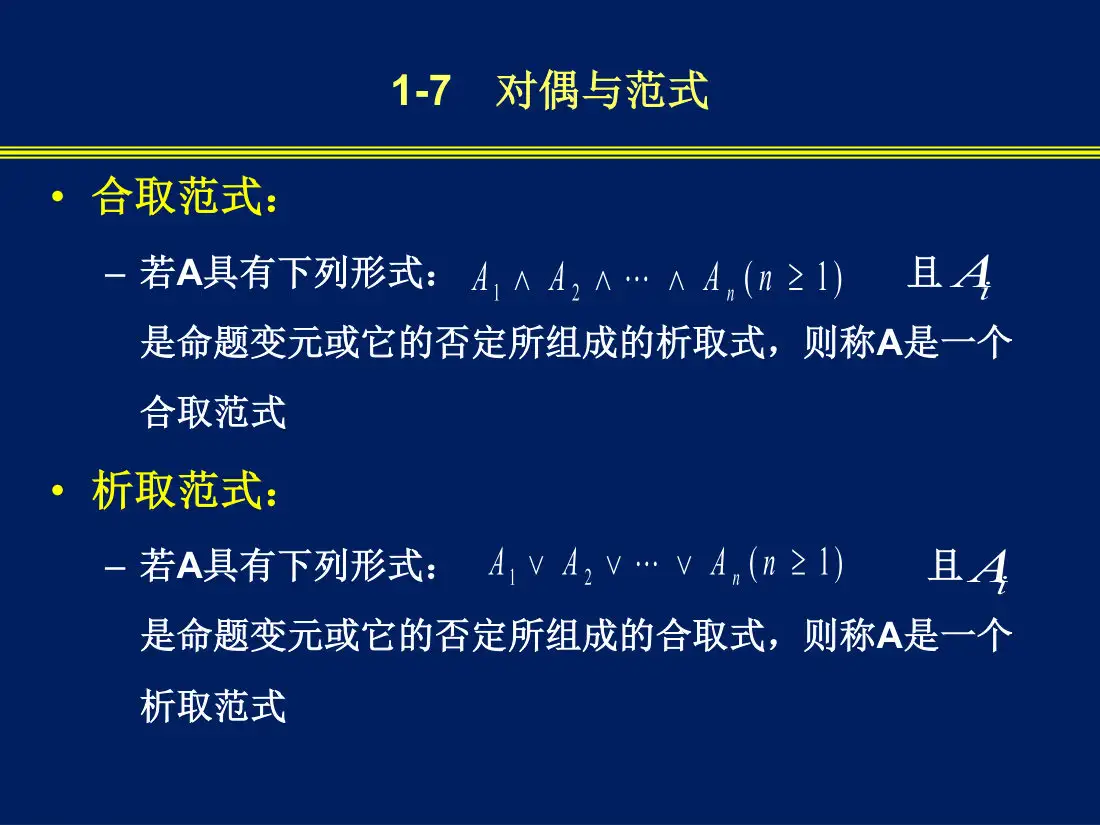 1-7 对偶与范式
• 合取范式：
– 若A具有下列形式： A₁ ∧ A₂ ∧ ⋯ ∧ Aₙ (n ≥ 1) 且 Aᵢ
是命题变元或它的否定所组成的析取式，则称A是一个
合取范式
• 析取范式：
– 若A具有下列形式： A₁ ∨ A₂ ∨ ⋯ ∨ Aₙ (n ≥ 1) 且 Aᵢ
是命题变元或它的否定所组成的合取式，则称A是一个
析取范式